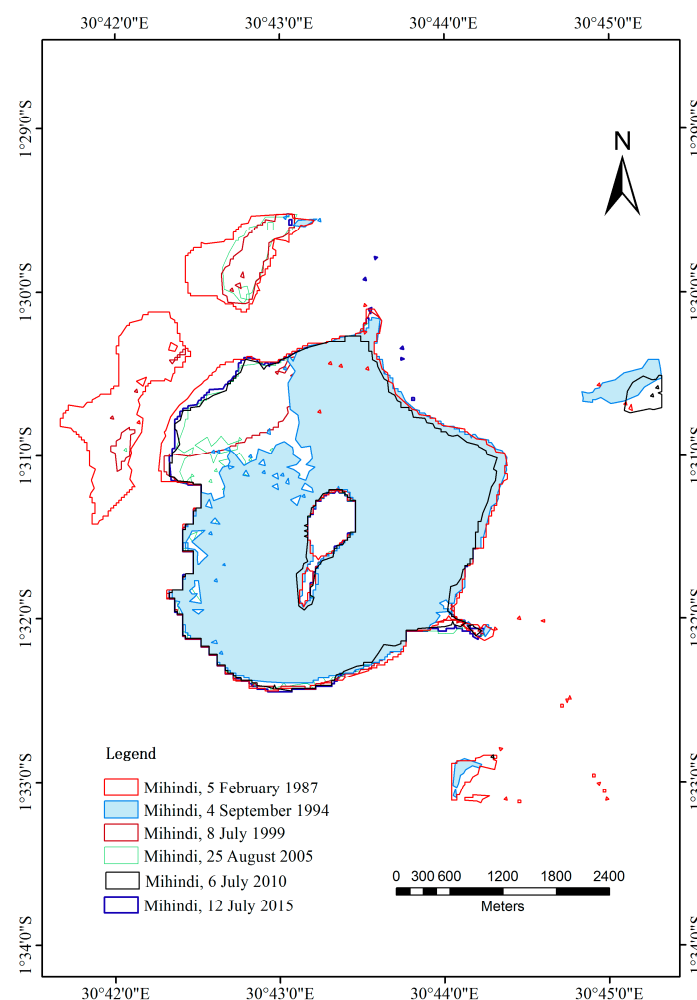 30°42'0"E 30°43'0"E 30°44'0"E 30°45'0"E
1°29'0"S
N
1°30'0"S
1°30'0"S
1°31'0"S
1°31'0"S
1°32'0"S
1°32'0"S
Legend
Mihindi, 5 February 1987
Mihindi, 4 September 1994
Mihindi, 8 July 1999
Mihindi, 25 August 2005
Mihindi, 6 July 2010
Mihindi, 12 July 2015
1°33'0"S
1°33'0"S
0 300 600 1200 1800 2400
Meters
1°34'0"S
1°34'0"S
30°42'0"E 30°43'0"E 30°44'0"E 30°45'0"E